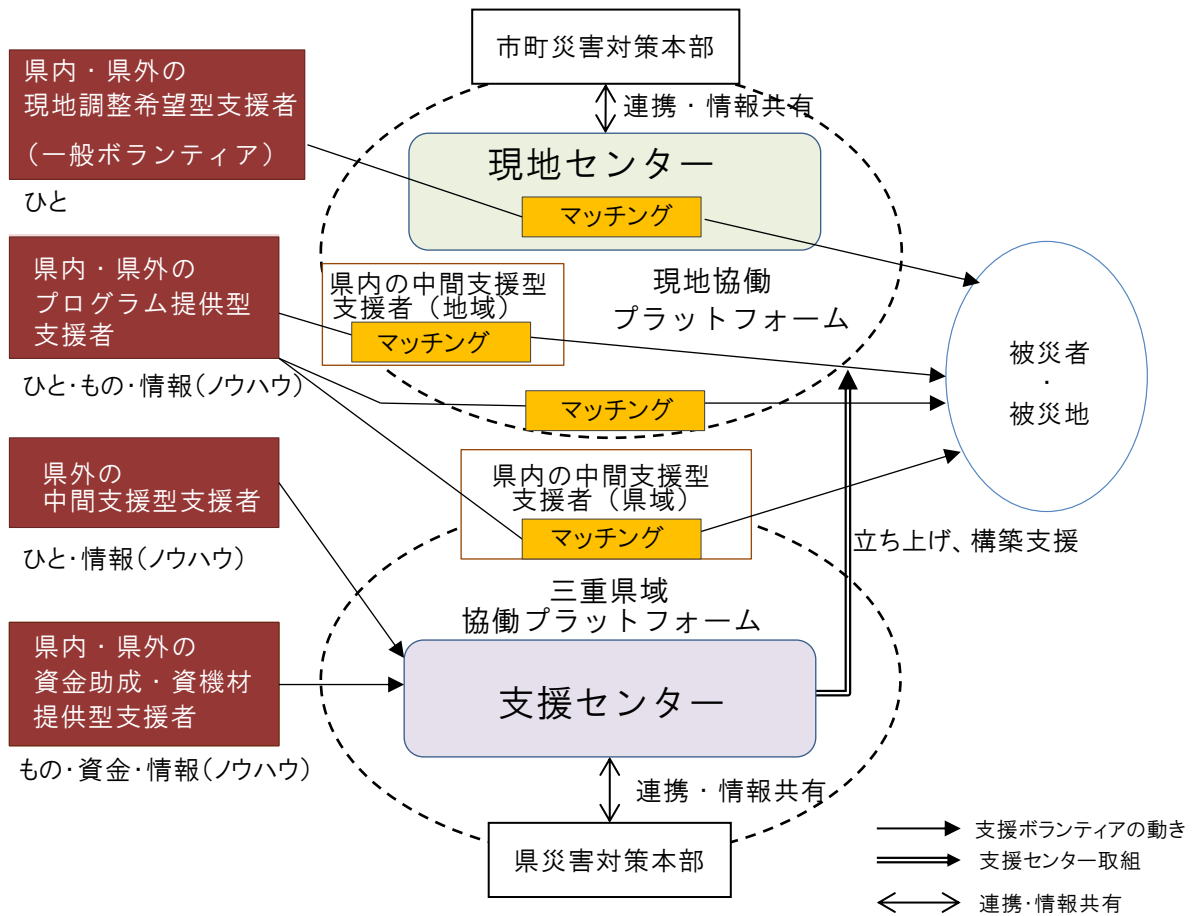 市町災害対策本部
県内・県外の
現地調整希望型支援者
（一般ボランティア）
ひと
連携・情報共有
現地センター
マッチング
県内・県外の
プログラム提供型
支援者
ひと・もの・情報(ノウハウ)
県内の中間支援型
支援者（地域）
マッチング
現地協働
プラットフォーム
マッチング
被災者
・
被災地
県外の
中間支援型支援者
ひと・情報(ノウハウ)
県内の中間支援型
支援者（県域）
マッチング
立ち上げ、構築支援
三重県域
協働プラットフォーム
県内・県外の
資金助成・資機材
提供型支援者
もの・資金・情報(ノウハウ)
支援センター
連携・情報共有
県災害対策本部
支援ボランティアの動き
支援センター取組
連携・情報共有